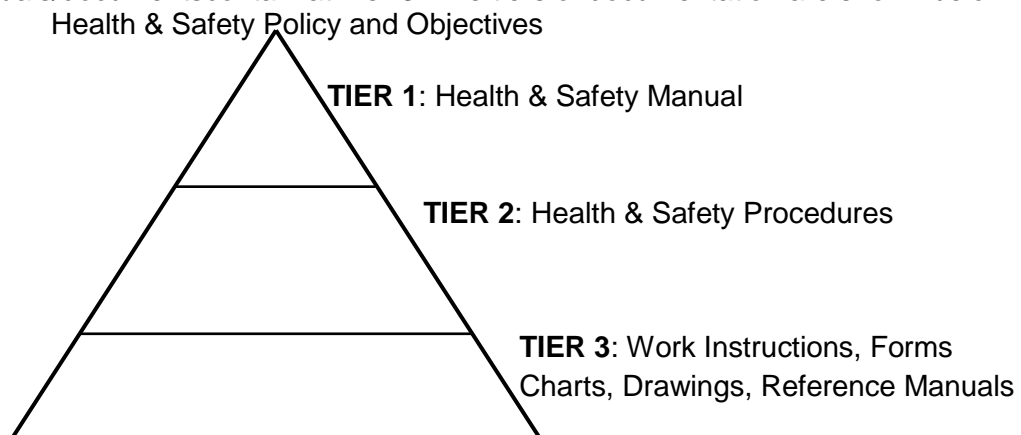 Health & Safety Policy and Objectives
TIER 1: Health & Safety Manual
TIER 2: Health & Safety Procedures
TIER 3: Work Instructions, Forms
Charts, Drawings, Reference Manuals